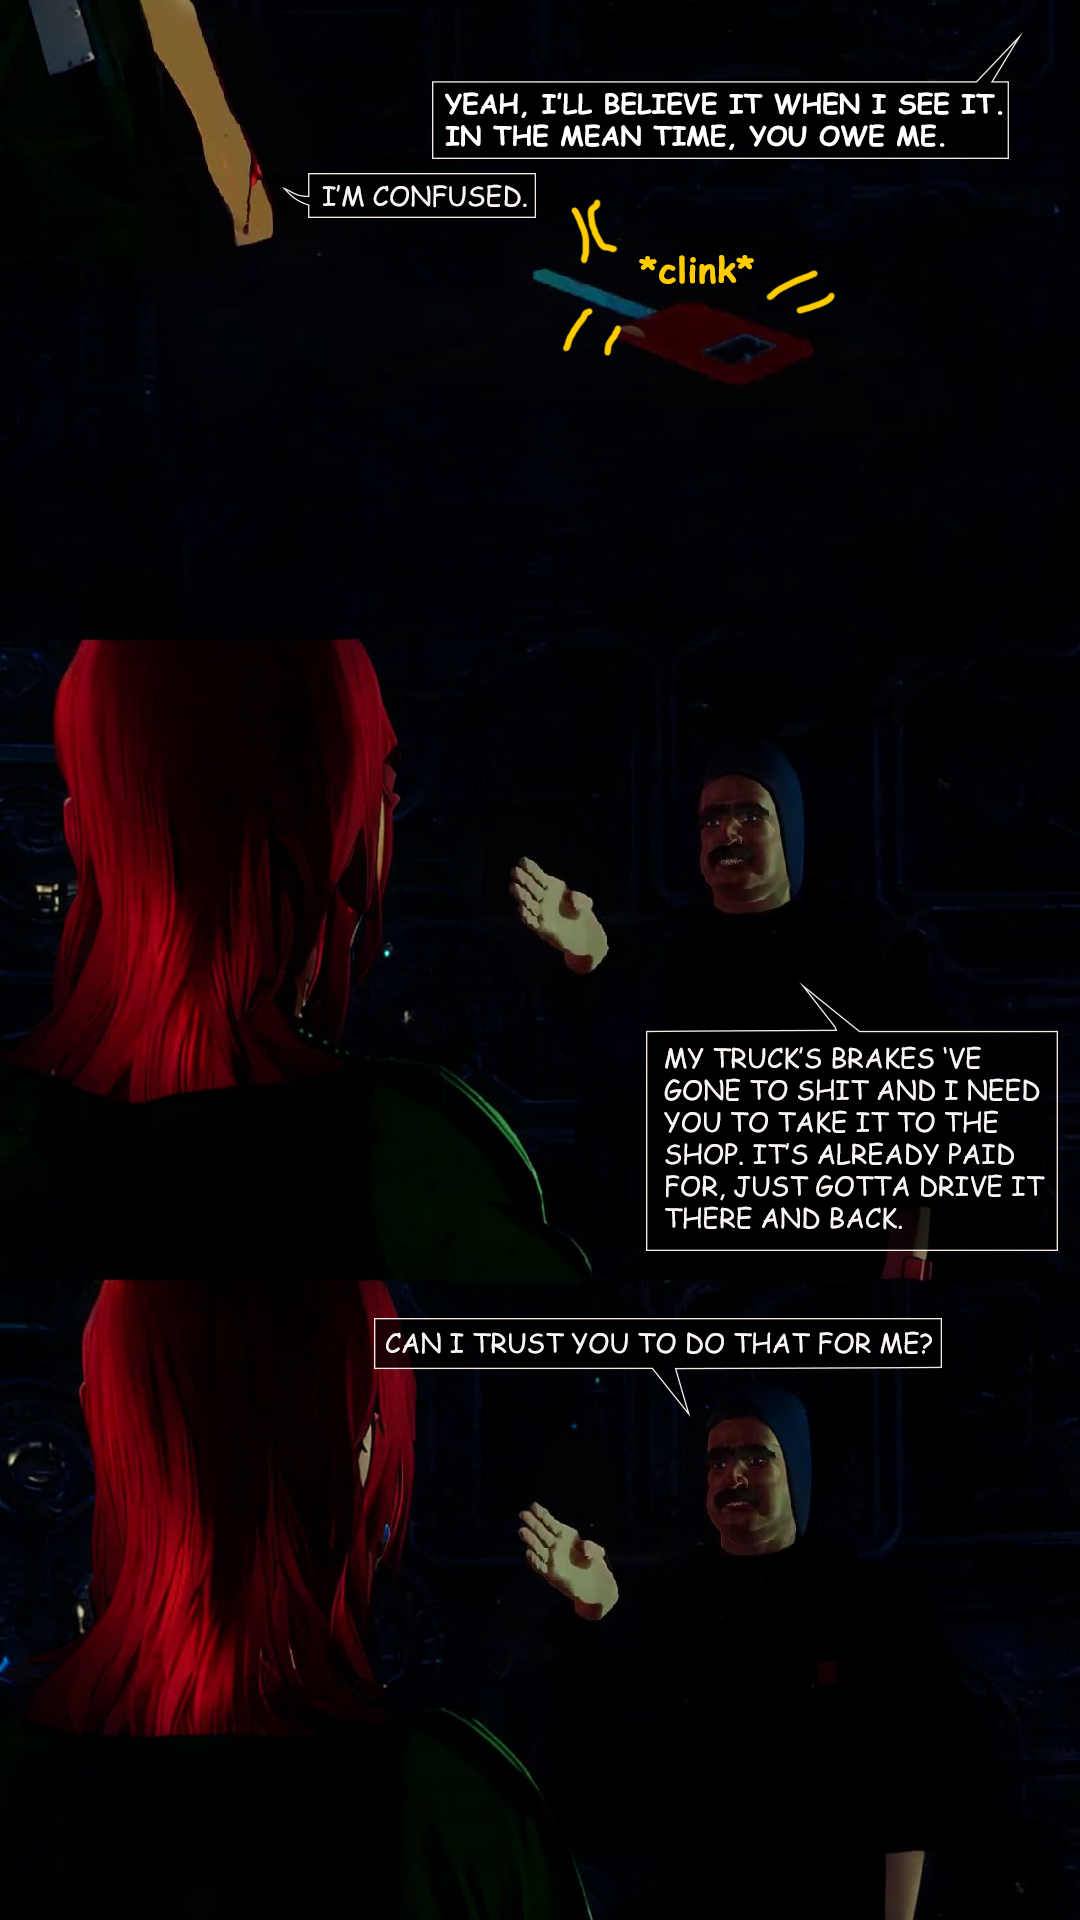 YEAH, I'LL BELIEVE IT WHEN I SEE IT.
IN THE MEAN TIME, YOU OWE ME.
I'M CONFUSED.
*clink*
MY TRUCK'S BRAKES 'VE
GONE TO SHIT AND I NEED
YOU TO TAKE IT TO THE
SHOP. IT'S ALREADY PAID
FOR, JUST GOTTA DRIVE IT
THERE AND BACK.
CAN I TRUST YOU TO DO THAT FOR ME?